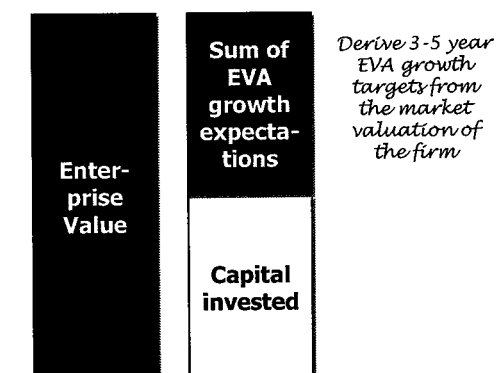 Enter-
prise
Value
Sum of
EVA
growth
expecta-
tions
Capital
invested
Derive 3-5 year
EVA growth
targets from
the market
valuation of
the firm